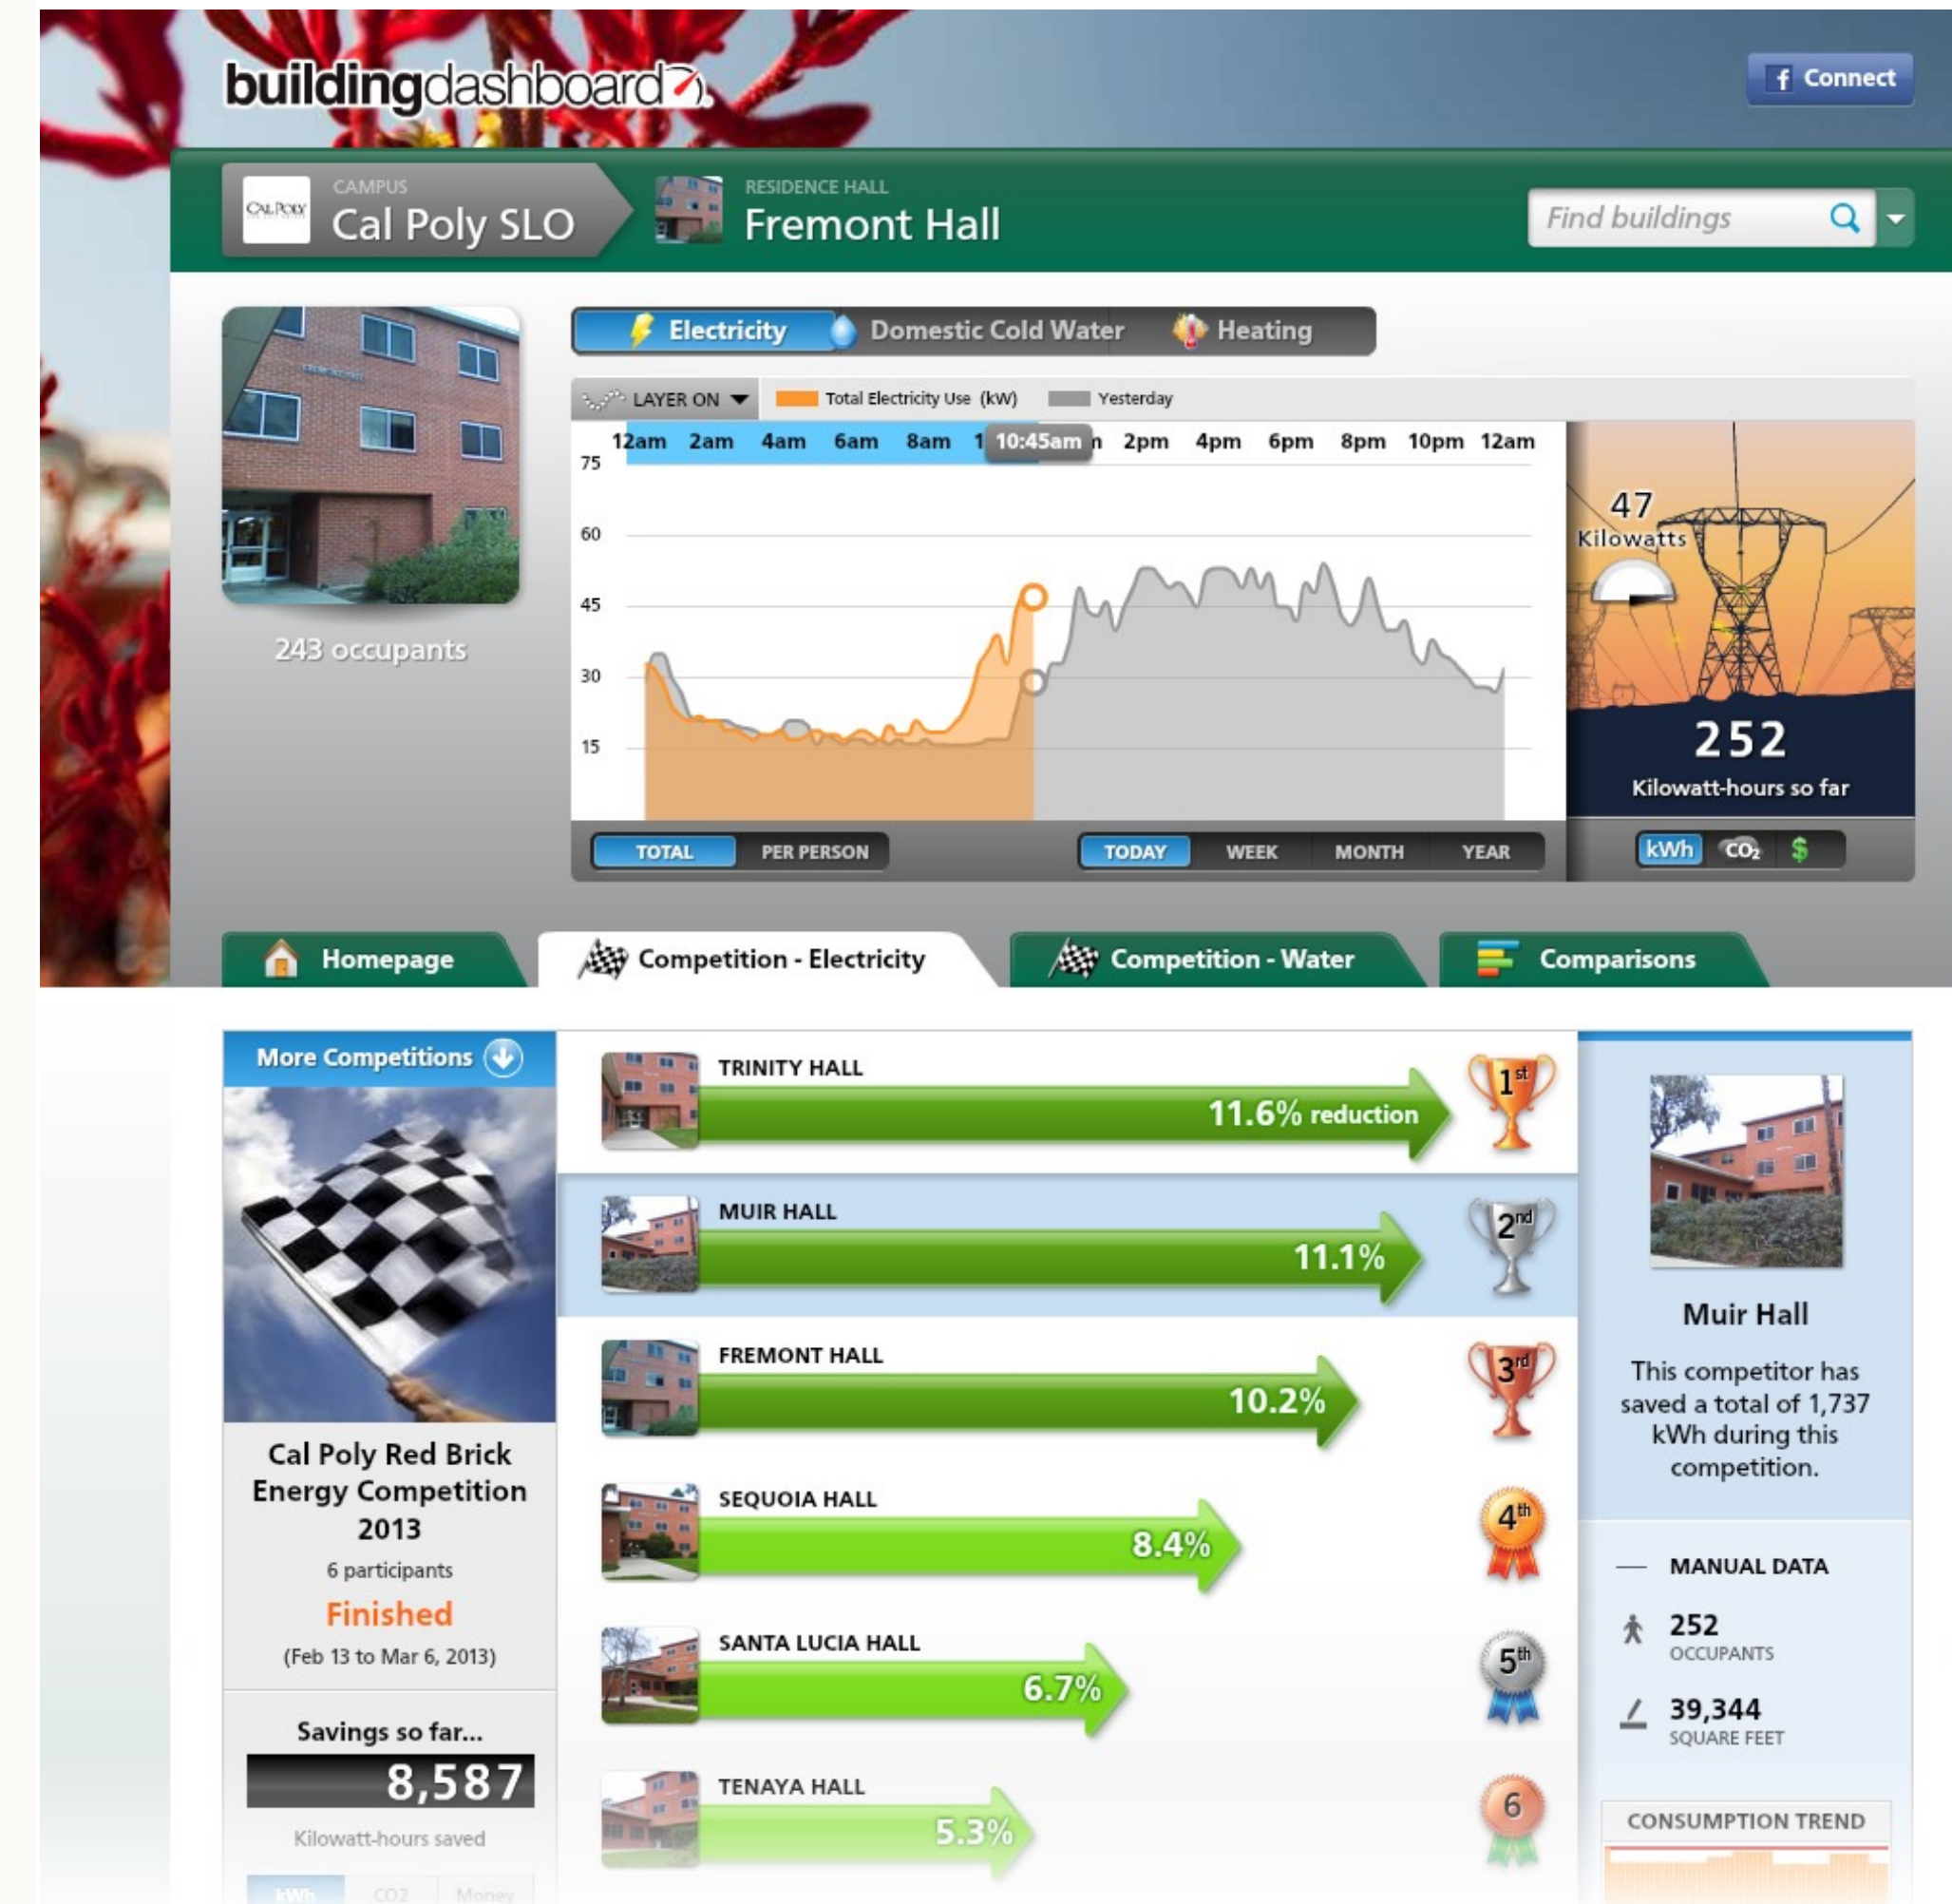 buildingdashboard
f Connect
CAL POLY
CAMPUS
Cal Poly SLO
RESIDENCE HALL
Fremont Hall
Find buildings
243 occupants
Electricity
Domestic Cold Water
Heating
LAYER ON
Total Electricity Use (kW)
Yesterday
12am 2am 4am 6am 8am 1 10:45am 2pm 4pm 6pm 8pm 10pm 12am
75
60
45
30
15
47
Kilowatts
252
Kilowatt-hours so far
TOTAL PER PERSON
TODAY WEEK MONTH YEAR
kWh CO₂ $
Homepage
Competition - Electricity
Competition - Water
Comparisons
More Competitions
Cal Poly Red Brick
Energy Competition
2013
6 participants
Finished
(Feb 13 to Mar 6, 2013)
Savings so far...
8,587
Kilowatt-hours saved
kWh CO2 Money
TRINITY HALL
11.6% reduction
1st
MUIR HALL
11.1%
2nd
FREMONT HALL
10.2%
3rd
SEQUOIA HALL
8.4%
4th
SANTA LUCIA HALL
6.7%
5th
TENAYA HALL
5.3%
6
Muir Hall
This competitor has
saved a total of 1,737
kWh during this
competition.
MANUAL DATA
252
OCCUPANTS
39,344
SQUARE FEET
CONSUMPTION TREND